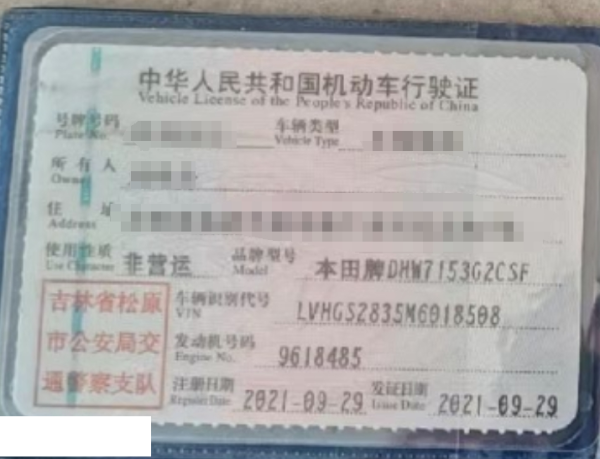 中华人民共和国机动车行驶证
Vehicle License of the People's Republic of China
号牌号码 车辆类型
Plate No. Vehicle Type
所有人
Owner
住址
Address
使用性质 非营运 品牌型号 本田牌DHW7153G2CSF
Use Character Model
吉林省松原 车辆识别代号 LVHGS2835M6018508
VIN
市公安局交 发动机号码 9618485
Engine No.
通警察支队 注册日期 2021-09-29 发证日期 2021-09-29
Register Date Issue Date